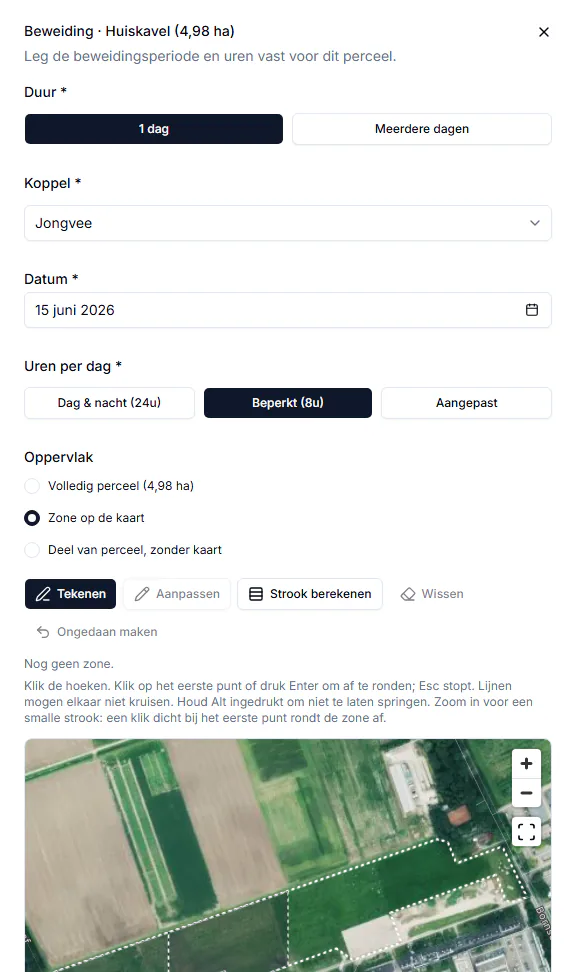 Beweiding · Huiskavel (4,98 ha)
Leg de beweidingsperiode en uren vast voor dit perceel.
Duur *
1 dag
Meerdere dagen
Koppel *
Jongvee
Datum *
15 juni 2026
Uren per dag *
Dag & nacht (24u)
Beperkt (8u)
Aangepast
Oppervlak
Volledig perceel (4,98 ha)
Zone op de kaart
Deel van perceel, zonder kaart
Tekenen
Aanpassen
Strook berekenen
Wissen
Ongedaan maken
Nog geen zone.
Klik de hoeken. Klik op het eerste punt of druk Enter om af te ronden; Esc stopt. Lijnen
mogen elkaar niet kruisen. Houd Alt ingedrukt om niet te laten springen. Zoom in voor een
smalle strook: een klik dicht bij het eerste punt rondt de zone af.